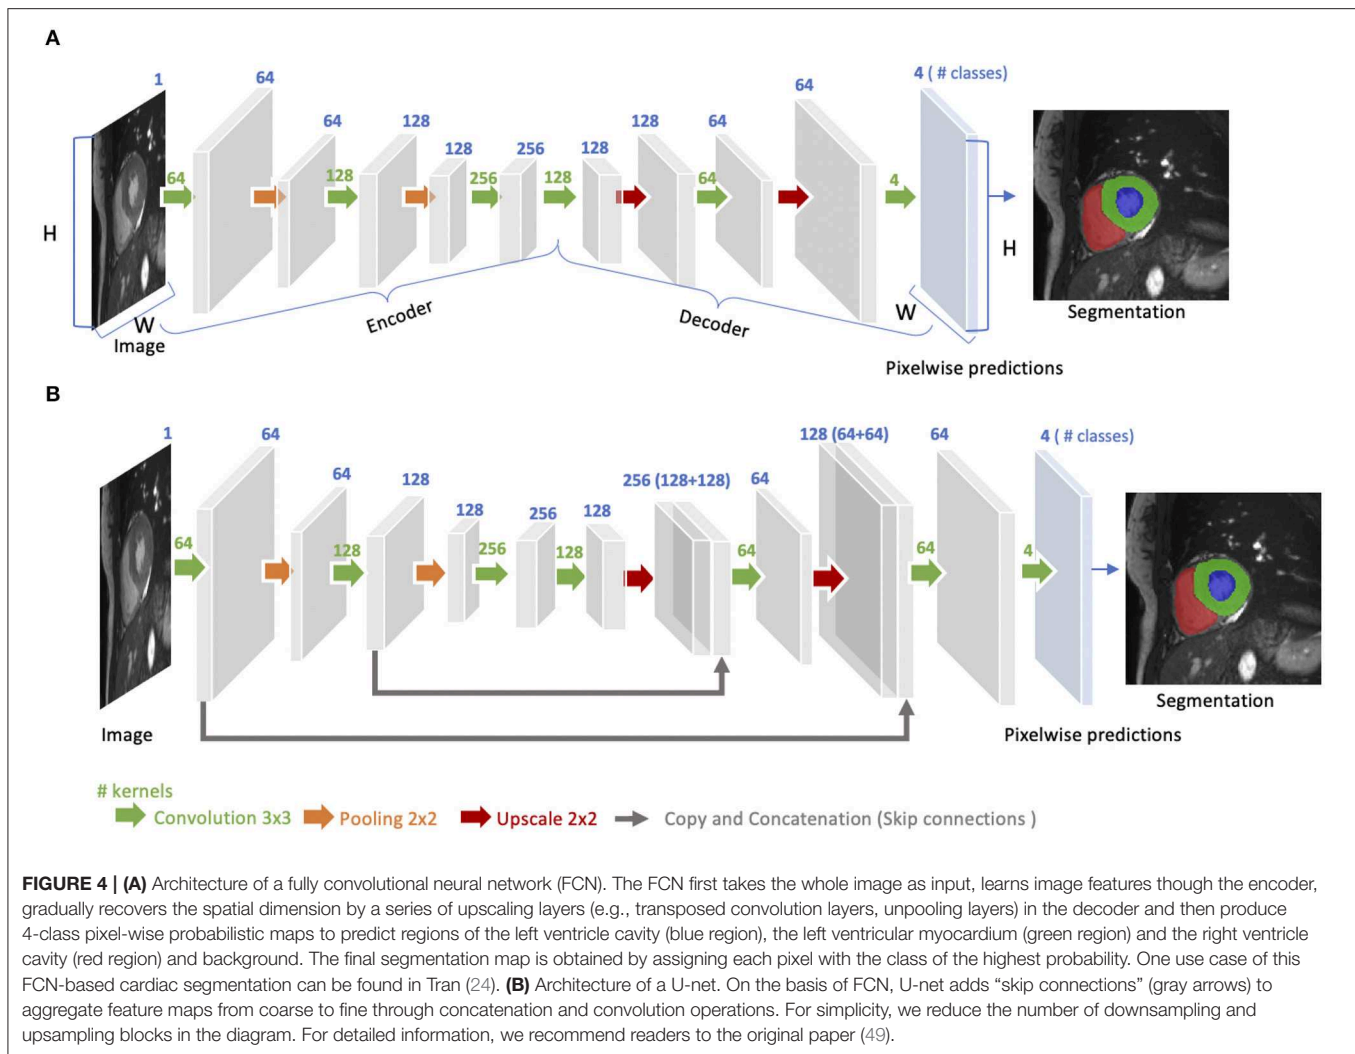 A
1
64
64
128
128
256
128
128
64
64
4 ( # classes)
64
128
256
128
64
4
H
W
Image
Encoder
Decoder
W
H
Pixelwise predictions
Segmentation
B
1
64
64
128
128
256
128
256 (128+128)
64
128 (64+64)
64
4 ( # classes)
64
128
256
128
64
64
4
Image
Pixelwise predictions
Segmentation
# kernels
Convolution 3x3
Pooling 2x2
Upscale 2x2
Copy and Concatenation (Skip connections )
FIGURE 4 | (A) Architecture of a fully convolutional neural network (FCN). The FCN first takes the whole image as input, learns image features though the encoder,
gradually recovers the spatial dimension by a series of upscaling layers (e.g., transposed convolution layers, unpooling layers) in the decoder and then produce
4-class pixel-wise probabilistic maps to predict regions of the left ventricle cavity (blue region), the left ventricular myocardium (green region) and the right ventricle
cavity (red region) and background. The final segmentation map is obtained by assigning each pixel with the class of the highest probability. One use case of this
FCN-based cardiac segmentation can be found in Tran (24). (B) Architecture of a U-net. On the basis of FCN, U-net adds “skip connections” (gray arrows) to
aggregate feature maps from coarse to fine through concatenation and convolution operations. For simplicity, we reduce the number of downsampling and
upsampling blocks in the diagram. For detailed information, we recommend readers to the original paper (49).